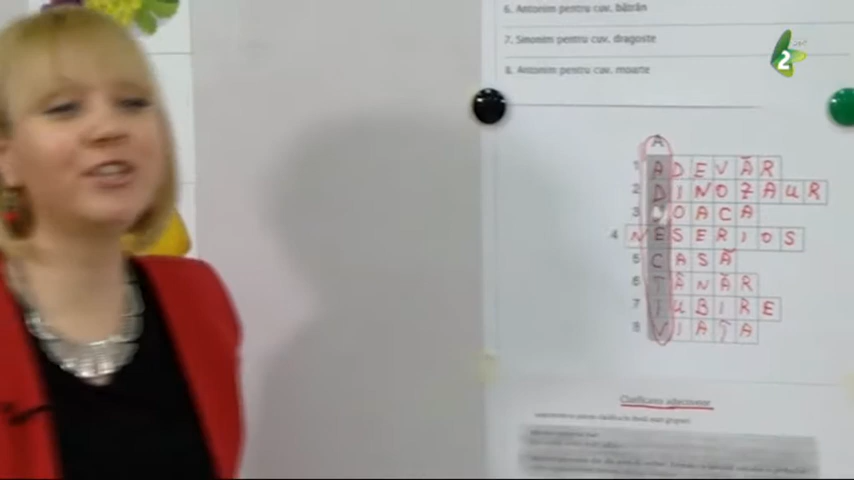 6. Antonim pentru cuv. bătrân
7. Sinonim pentru cuv. dragoste
8. Antonim pentru cuv. moarte
2
A
1 ADEVĂR
2 DINOZAUR
3 JOACA
4 NESERIOS
5 CASĂ
6 TÂNĂR
7 IUBIRE
8 VIAȚA
Clasificarea adjectivelor